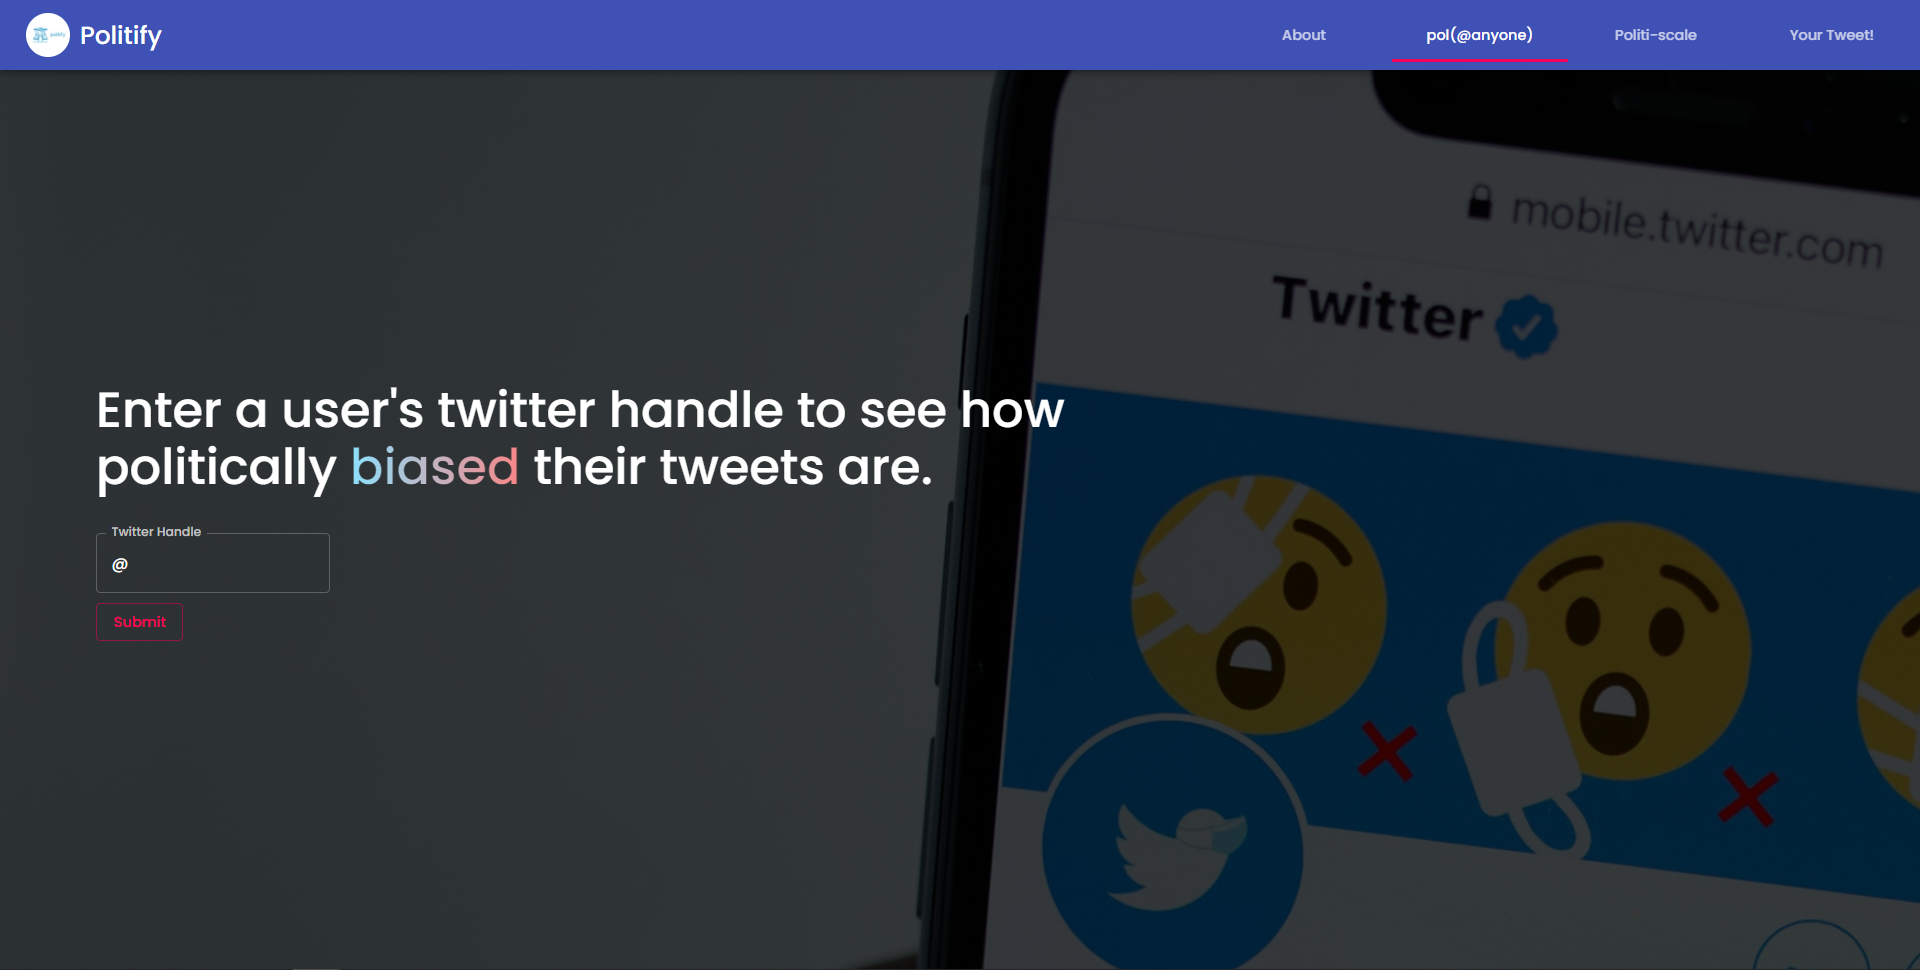 Politify
About
pol(@anyone)
Politi-scale
Your Tweet!
mobile.twitter.com
Twitter
Enter a user's twitter handle to see how
politically biased their tweets are.
Twitter Handle
@
Submit